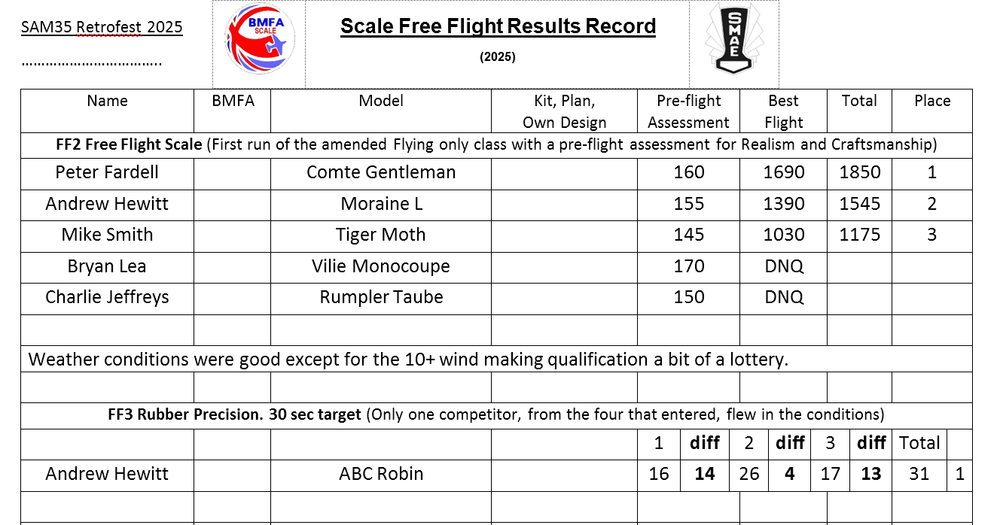 SAM35 Retrofest 2025
……………………………..
BMFA
SCALE
Scale Free Flight Results Record
(2025)
SMAE
Name BMFA Model Kit, Plan, Own Design Pre-flight Assessment Best Flight Total Place
FF2 Free Flight Scale (First run of the amended Flying only class with a pre-flight assessment for Realism and Craftsmanship)
Peter Fardell Comte Gentleman 160 1690 1850 1
Andrew Hewitt Moraine L 155 1390 1545 2
Mike Smith Tiger Moth 145 1030 1175 3
Bryan Lea Vilie Monocoupe 170 DNQ
Charlie Jeffreys Rumpler Taube 150 DNQ
Weather conditions were good except for the 10+ wind making qualification a bit of a lottery.
FF3 Rubber Precision. 30 sec target (Only one competitor, from the four that entered, flew in the conditions)
1 diff 2 diff 3 diff Total
Andrew Hewitt ABC Robin 16 14 26 4 17 13 31 1